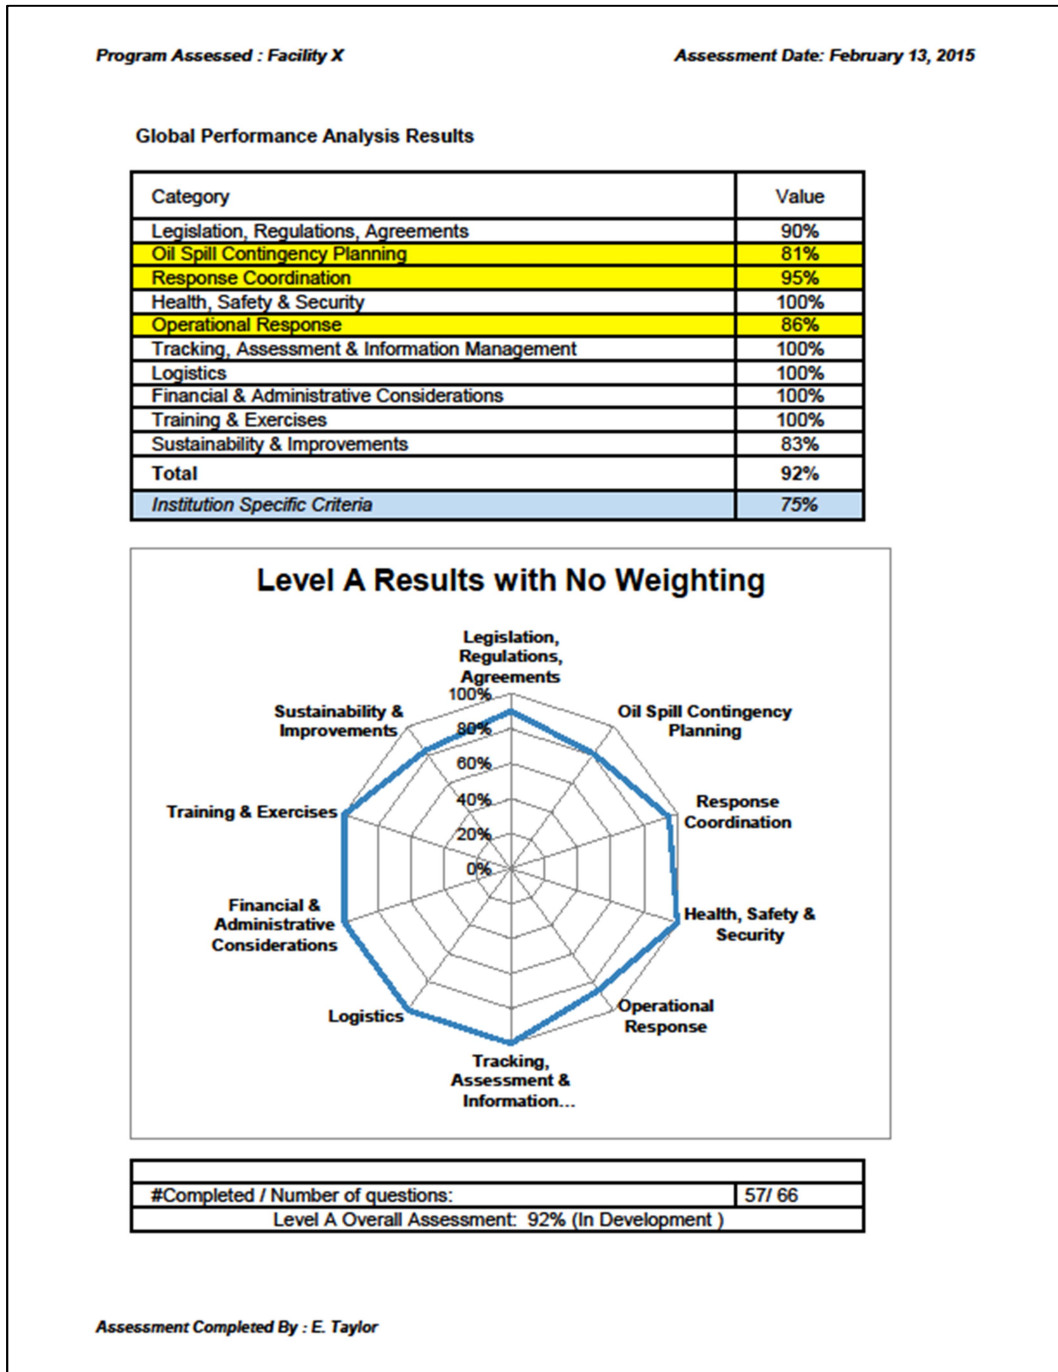 Program Assessed : Facility X Assessment Date: February 13, 2015
Global Performance Analysis Results
Category Value
Legislation, Regulations, Agreements 90%
Oil Spill Contingency Planning 81%
Response Coordination 95%
Health, Safety & Security 100%
Operational Response 86%
Tracking, Assessment & Information Management 100%
Logistics 100%
Financial & Administrative Considerations 100%
Training & Exercises 100%
Sustainability & Improvements 83%
Total 92%
Institution Specific Criteria 75%
Level A Results with No Weighting
Legislation,
Regulations,
Agreements
Oil Spill Contingency
Planning
Response
Coordination
Health, Safety &
Security
Operational
Response
Tracking,
Assessment &
Information...
Logistics
Financial &
Administrative
Considerations
Training & Exercises
Sustainability &
Improvements
100%
80%
60%
40%
20%
0%
#Completed / Number of questions: 57/ 66
Level A Overall Assessment: 92% (In Development )
Assessment Completed By : E. Taylor